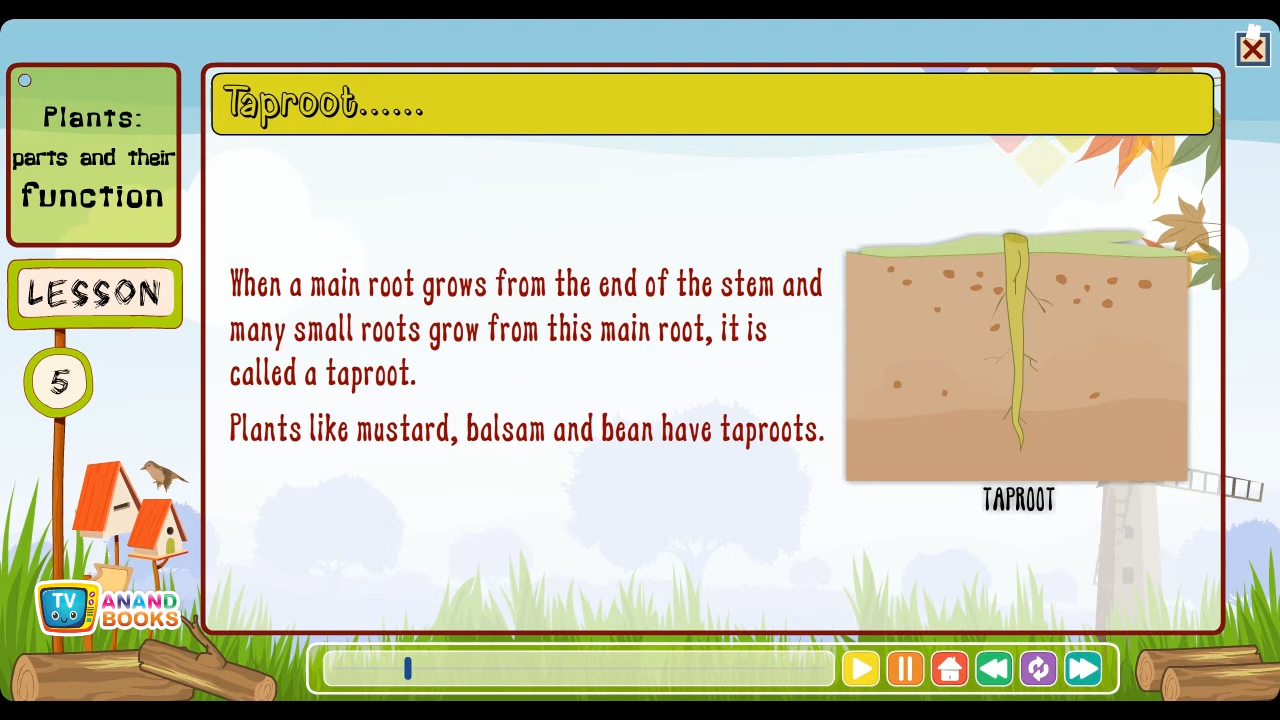 Taproot......
Plants:
parts and their
function
LESSON
5
When a main root grows from the end of the stem and
many small roots grow from this main root, it is
called a taproot.
Plants like mustard, balsam and bean have taproots.
TAPROOT
TV
ANAND
BOOKS